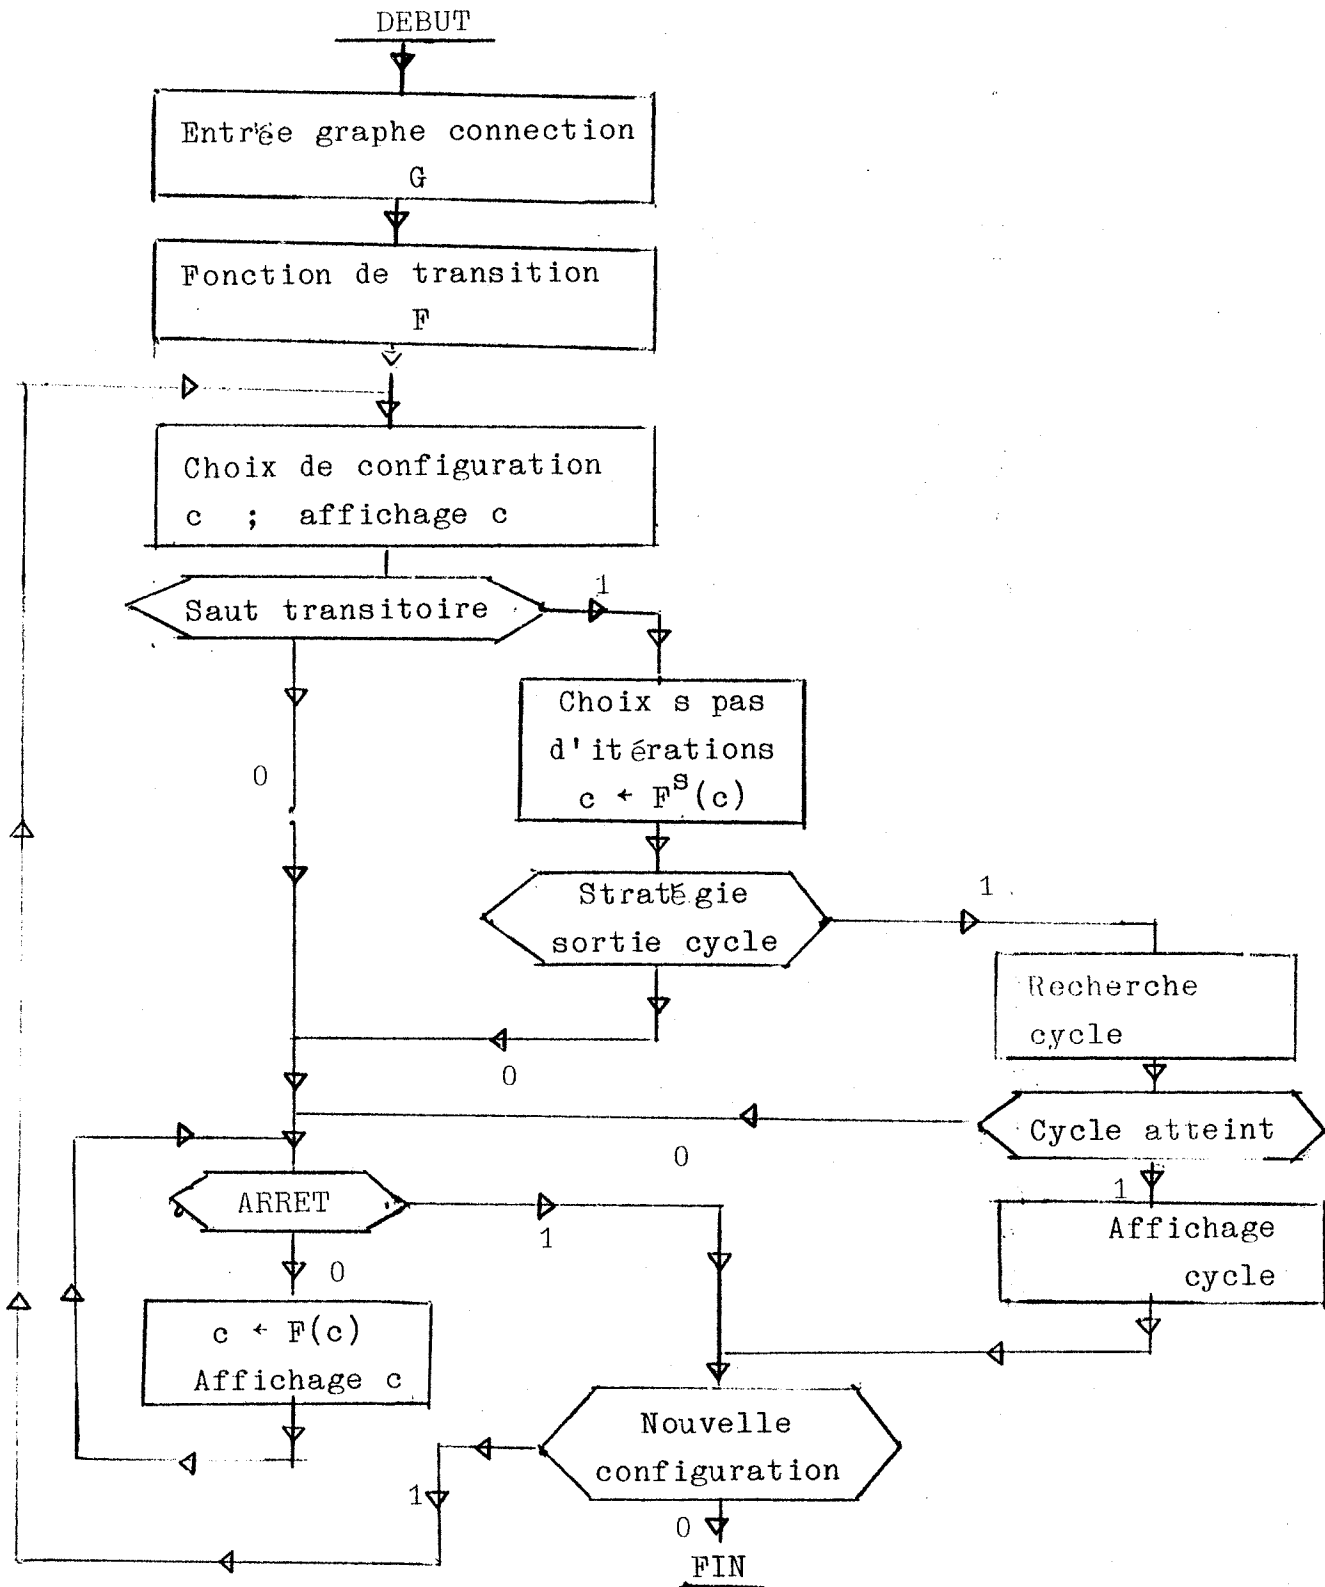 DEBUT
Entrée graphe connection
G
Fonction de transition
F
Choix de configuration
c ; affichage c
Saut transitoire
1
Choix s pas
d'itérations
c ← F^s(c)
0
Stratégie
sortie cycle
1
Recherche
cycle
0
Cycle atteint
0
ARRET
1
1
Affichage
cycle
0
c ← F(c)
Affichage c
Nouvelle
configuration
1
0
FIN